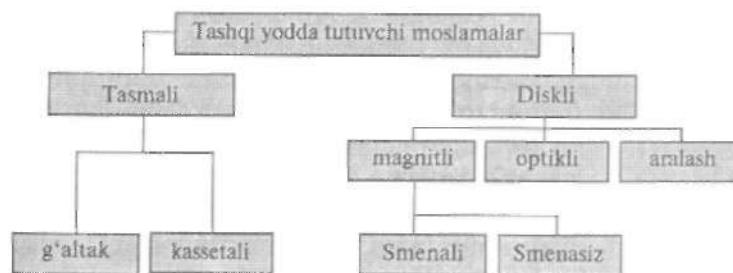 Tashqi yodda tutuvchi moslamalar
Tasmali
Diskli
magnitli
optikli
aralash
g‘altak
kassetali
Smenali
Smenasiz